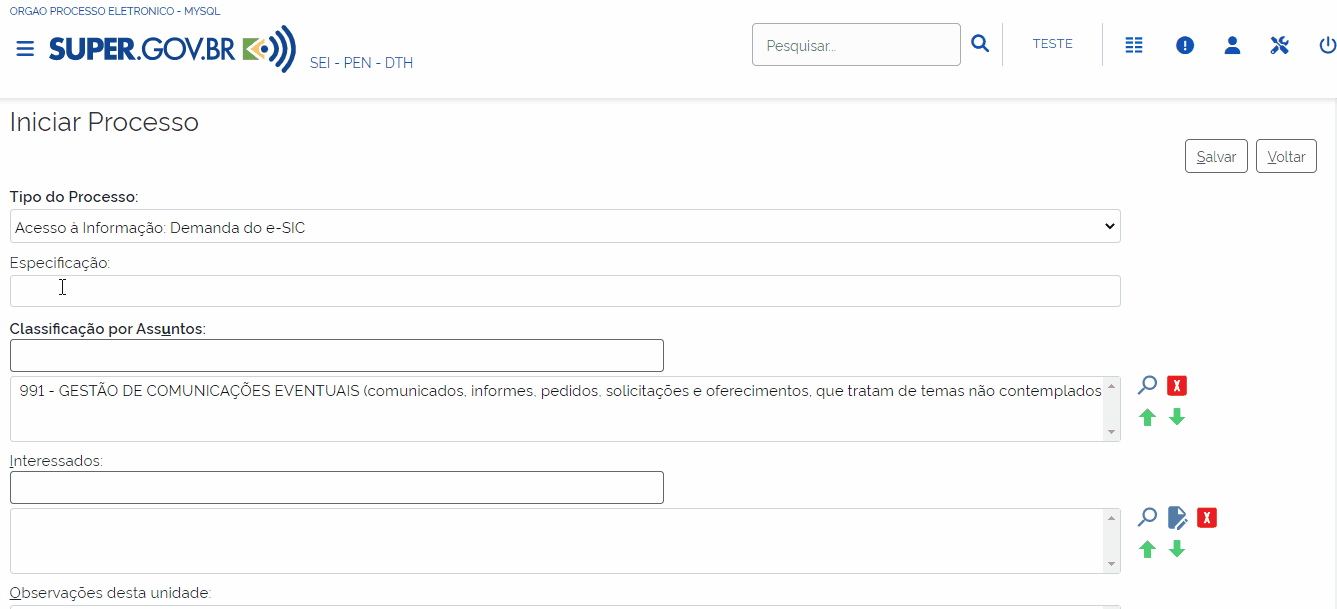 ORGAO PROCESSO ELETRONICO - MYSQL
SUPER.GOV.BR
SEI - PEN - DTH
Pesquisar...
TESTE
Iniciar Processo
Salvar
Voltar
Tipo do Processo:
Acesso à Informação: Demanda do e-SIC
Especificação:
Classificação por Assuntos:
991 - GESTÃO DE COMUNICAÇÕES EVENTUAIS (comunicados, informes, pedidos, solicitações e oferecimentos, que tratam de temas não contemplados
Interessados:
Observações desta unidade: